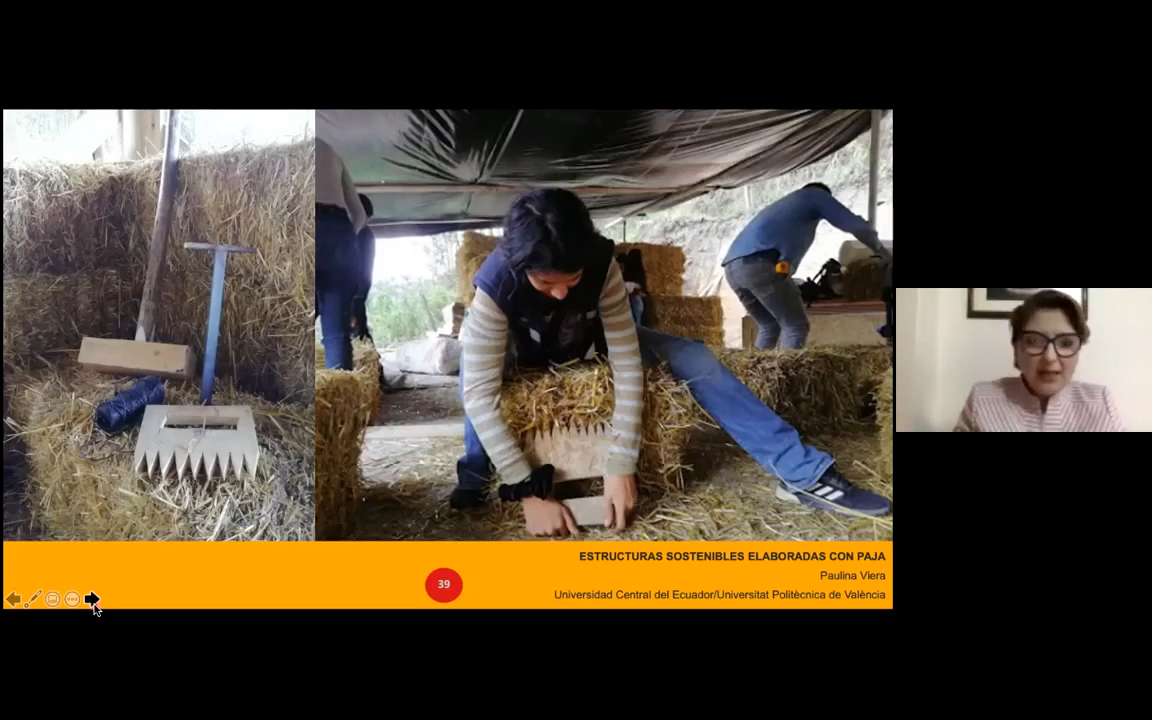 39
ESTRUCTURAS SOSTENIBLES ELABORADAS CON PAJA
Paulina Viera
Universidad Central del Ecuador/Universitat Politècnica de València